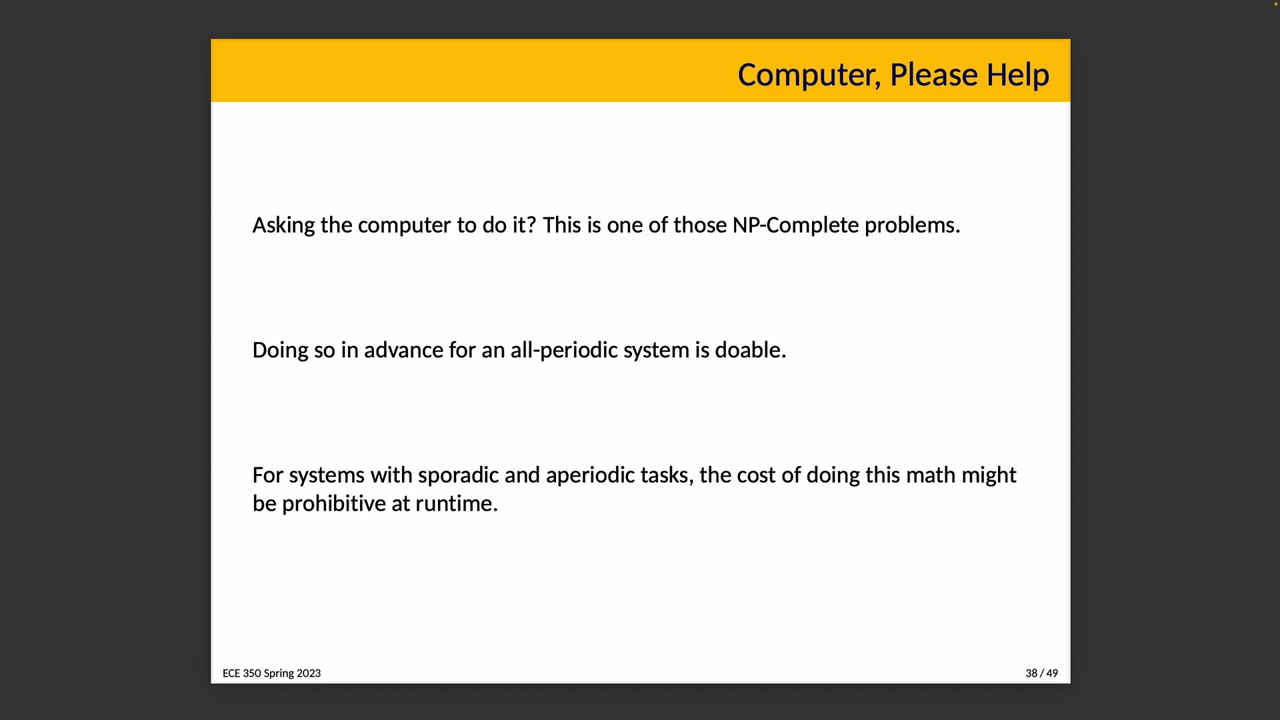 Computer, Please Help
Asking the computer to do it? This is one of those NP-Complete problems.
Doing so in advance for an all-periodic system is doable.
For systems with sporadic and aperiodic tasks, the cost of doing this math might
be prohibitive at runtime.
ECE 350 Spring 2023
38 / 49